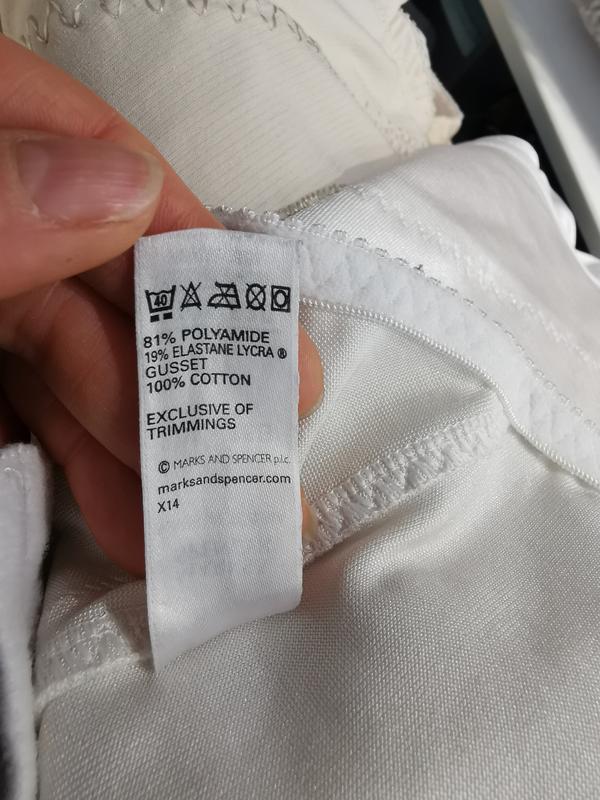 40
81% POLYAMIDE
19% ELASTANE LYCRA ®
GUSSET
100% COTTON
EXCLUSIVE OF
TRIMMINGS
© MARKS AND SPENCER p.l.c.
marksandspencer.com
X14